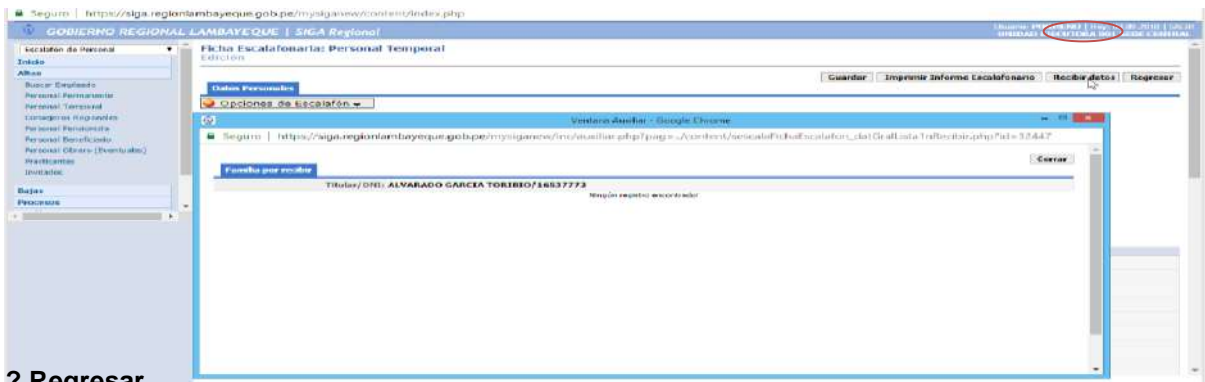 Seguro | https://siga.regionlambayeque.gob.pe/mysiganew/content/index.php
GOBIERNO REGIONAL LAMBAYEQUE | SIGA Regional
Escalafón de Personal
Inicio
Altas
Buscar Empleado
Personal Permanente
Personal Temporal
Consejeros Regionales
Personal Pensionista
Personal Beneficiado
Personal Obrero (Eventuales)
Practicantes
Invitados
Bajas
Procesos
Ficha Escalafonaria: Personal Temporal
Edición
Guardar Imprimir Informe Escalafonario Recibir datos Regresar
Datos Personales
Opciones de Escalafón
Ventana Auxiliar - Google Chrome
Seguro | https://siga.regionlambayeque.gob.pe/mysiganew/inc/auxiliar.php?pag=../content/
Cerrar
Familia por recibir
Titular/DNI: ALVARADO GARCIA TORIBIO/16537773
Ningún registro encontrado
2 Regresar